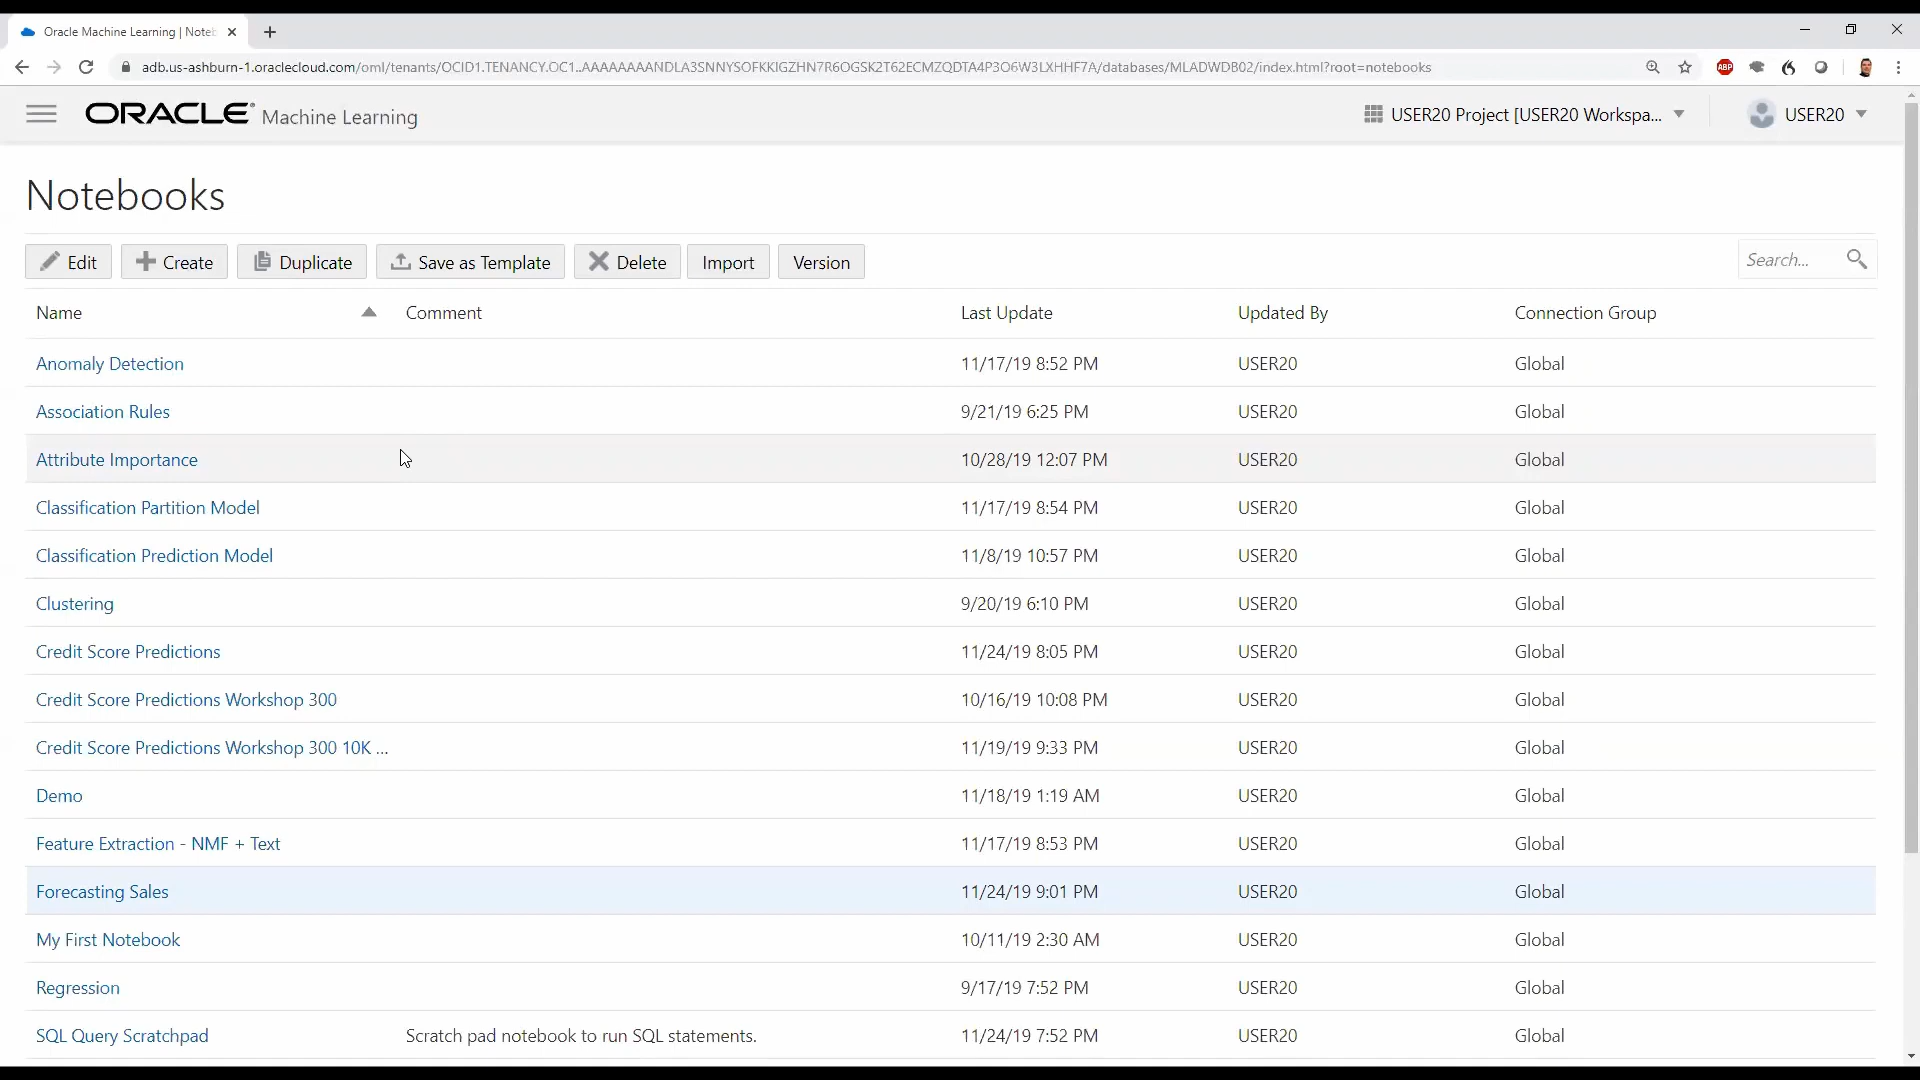 Oracle Machine Learning | Noteb
adb.us-ashburn-1.oraclecloud.com/oml/tenants/OCID1.TENANCY.OC1..AAAAAAAANDLA3SNNYSOFKKIGZHN7R6OGSK2T62ECMZQDTA4P3O6W3LXHHF7A/databases/MLADWDB02/index.html?root=notebooks
ABP
ORACLE Machine Learning
USER20 Project [USER20 Workspa...
USER20
Notebooks
Edit Create Duplicate Save as Template Delete Import Version
Search...
Name Comment Last Update Updated By Connection Group
Anomaly Detection 11/17/19 8:52 PM USER20 Global
Association Rules 9/21/19 6:25 PM USER20 Global
Attribute Importance 10/28/19 12:07 PM USER20 Global
Classification Partition Model 11/17/19 8:54 PM USER20 Global
Classification Prediction Model 11/8/19 10:57 PM USER20 Global
Clustering 9/20/19 6:10 PM USER20 Global
Credit Score Predictions 11/24/19 8:05 PM USER20 Global
Credit Score Predictions Workshop 300 10/16/19 10:08 PM USER20 Global
Credit Score Predictions Workshop 300 10K ... 11/19/19 9:33 PM USER20 Global
Demo 11/18/19 1:19 AM USER20 Global
Feature Extraction - NMF + Text 11/17/19 8:53 PM USER20 Global
Forecasting Sales 11/24/19 9:01 PM USER20 Global
My First Notebook 10/11/19 2:30 AM USER20 Global
Regression 9/17/19 7:52 PM USER20 Global
SQL Query Scratchpad Scratch pad notebook to run SQL statements. 11/24/19 7:52 PM USER20 Global